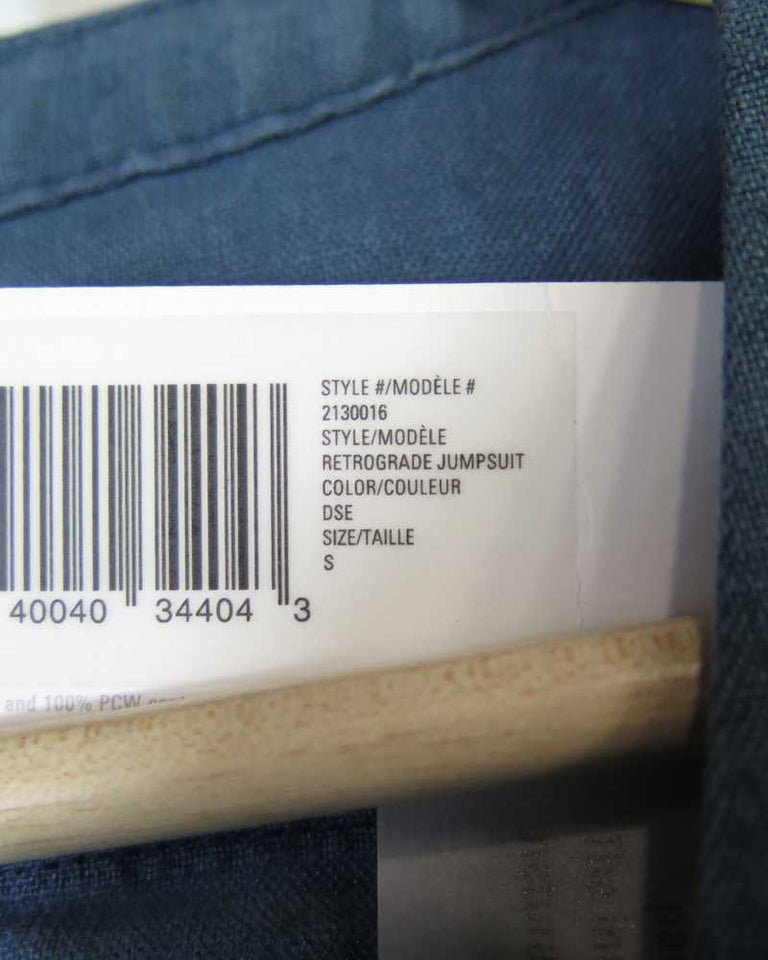 STYLE #/MODÈLE #
2130016
STYLE/MODÈLE
RETROGRADE JUMPSUIT
COLOR/COULEUR
DSE
SIZE/TAILLE
S
40040 34404 3
and 100% PCW